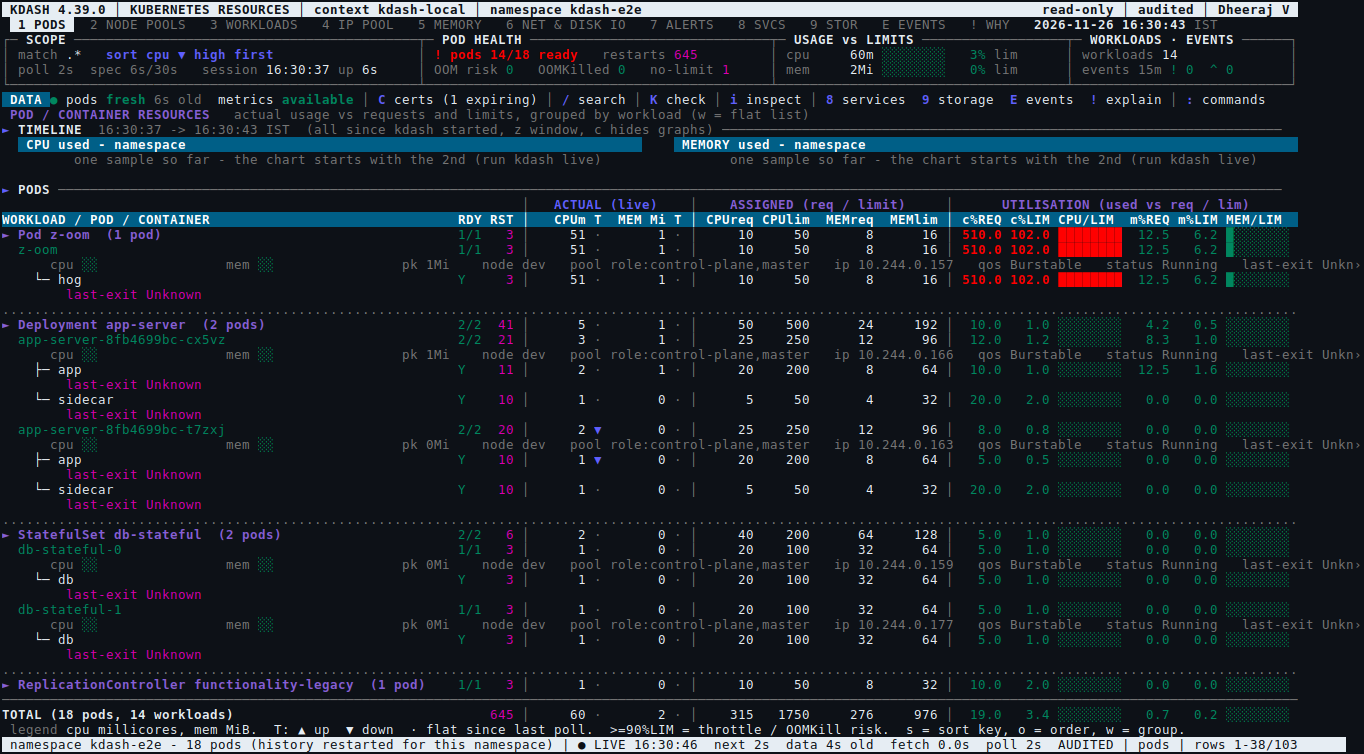 KDASH 4.39.0 │ KUBERNETES RESOURCES │ context kdash-local │ namespace kdash-e2e read-only │ audited │ Dheeraj V
1 PODS 2 NODE POOLS 3 WORKLOADS 4 IP POOL 5 MEMORY 6 NET & DISK IO 7 ALERTS 8 SVCS 9 STOR E EVENTS ! WHY 2026-11-26 16:30:43 IST
SCOPE POD HEALTH USAGE vs LIMITS WORKLOADS · EVENTS
match .* sort cpu ▼ high first ! pods 14/18 ready restarts 645 cpu 60m 3% lim workloads 14
poll 2s spec 6s/30s session 16:30:37 up 6s OOM risk 0 OOMKilled 0 no-limit 1 mem 2Mi 0% lim events 15m ! 0 ^ 0
DATA ● pods fresh 6s old metrics available │ C certs (1 expiring) │ / search │ K check │ i inspect │ 8 services 9 storage E events ! explain │ : commands
POD / CONTAINER RESOURCES actual usage vs requests and limits, grouped by workload (w = flat list)
► TIMELINE 16:30:37 -> 16:30:43 IST (all since kdash started, z window, c hides graphs)
CPU used - namespace MEMORY used - namespace
one sample so far - the chart starts with the 2nd (run kdash live) one sample so far - the chart starts with the 2nd (run kdash live)
► PODS
│ ACTUAL (live) │ ASSIGNED (req / limit) │ UTILISATION (used vs req / lim)
WORKLOAD / POD / CONTAINER RDY RST │ CPUm T MEM Mi T │ CPUreq CPUlim MEMreq MEMlim │ c%REQ c%LIM CPU/LIM m%REQ m%LIM MEM/LIM
► Pod z-oom (1 pod) 1/1 3 │ 51 · 1 · │ 10 50 8 16 │ 510.0 102.0 12.5 6.2
z-oom 1/1 3 │ 51 · 1 · │ 10 50 8 16 │ 510.0 102.0 12.5 6.2
cpu mem pk 1Mi node dev pool role:control-plane,master ip 10.244.0.157 qos Burstable status Running last-exit Unkn›
└─ hog Y 3 │ 51 · 1 · │ 10 50 8 16 │ 510.0 102.0 12.5 6.2
last-exit Unknown
► Deployment app-server (2 pods) 2/2 41 │ 5 · 1 · │ 50 500 24 192 │ 10.0 1.0 4.2 0.5
app-server-8fb4699bc-cx5vz 2/2 21 │ 3 · 1 · │ 25 250 12 96 │ 12.0 1.2 8.3 1.0
cpu mem pk 1Mi node dev pool role:control-plane,master ip 10.244.0.166 qos Burstable status Running last-exit Unkn›
├─ app Y 11 │ 2 · 1 · │ 20 200 8 64 │ 10.0 1.0 12.5 1.6
last-exit Unknown
└─ sidecar Y 10 │ 1 · 0 · │ 5 50 4 32 │ 20.0 2.0 0.0 0.0
last-exit Unknown
app-server-8fb4699bc-t7zxj 2/2 20 │ 2 ▼ 0 · │ 25 250 12 96 │ 8.0 0.8 0.0 0.0
cpu mem pk 0Mi node dev pool role:control-plane,master ip 10.244.0.163 qos Burstable status Running last-exit Unkn›
├─ app Y 10 │ 1 ▼ 0 · │ 20 200 8 64 │ 5.0 0.5 0.0 0.0
last-exit Unknown
└─ sidecar Y 10 │ 1 · 0 · │ 5 50 4 32 │ 20.0 2.0 0.0 0.0
last-exit Unknown
► StatefulSet db-stateful (2 pods) 2/2 6 │ 2 · 0 · │ 40 200 64 128 │ 5.0 1.0 0.0 0.0
db-stateful-0 1/1 3 │ 1 · 0 · │ 20 100 32 64 │ 5.0 1.0 0.0 0.0
cpu mem pk 0Mi node dev pool role:control-plane,master ip 10.244.0.159 qos Burstable status Running last-exit Unkn›
└─ db Y 3 │ 1 · 0 · │ 20 100 32 64 │ 5.0 1.0 0.0 0.0
last-exit Unknown
db-stateful-1 1/1 3 │ 1 · 0 · │ 20 100 32 64 │ 5.0 1.0 0.0 0.0
cpu mem pk 0Mi node dev pool role:control-plane,master ip 10.244.0.177 qos Burstable status Running last-exit Unkn›
└─ db Y 3 │ 1 · 0 · │ 20 100 32 64 │ 5.0 1.0 0.0 0.0
last-exit Unknown
► ReplicationController functionality-legacy (1 pod) 1/1 3 │ 1 · 0 · │ 10 50 8 32 │ 10.0 2.0 0.0 0.0
TOTAL (18 pods, 14 workloads) 645 │ 60 · 2 · │ 315 1750 276 976 │ 19.0 3.4 0.7 0.2
legend cpu millicores, mem MiB. T: ▲ up ▼ down · flat since last poll. >=90%LIM = throttle / OOMKill risk. s = sort key, o = order, w = group.
namespace kdash-e2e - 18 pods (history restarted for this namespace) │ ● LIVE 16:30:46 next 2s data 4s old fetch 0.0s poll 2s AUDITED │ pods │ rows 1-38/103